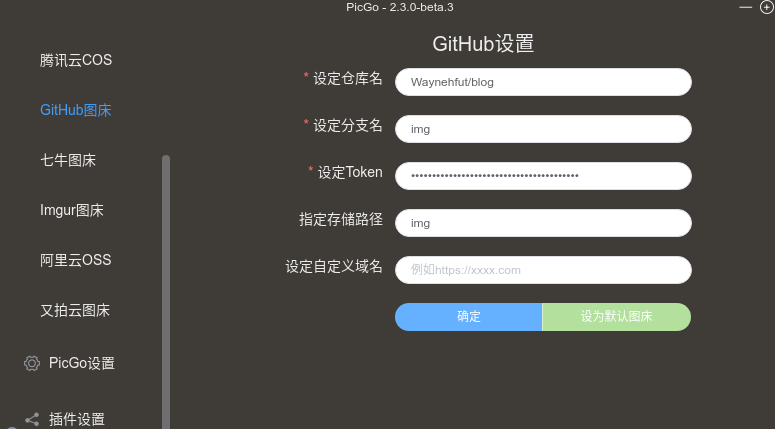 PicGo - 2.3.0-beta.3
腾讯云COS
GitHub图床
七牛图床
Imgur图床
阿里云OSS
又拍云图床
PicGo设置
插件设置
GitHub设置
* 设定仓库名
Waynehfut/blog
* 设定分支名
img
* 设定Token
••••••••••••••••••••••••••••••••••••••••
指定存储路径
img
设定自定义域名
例如https://xxxx.com
确定
设为默认图床